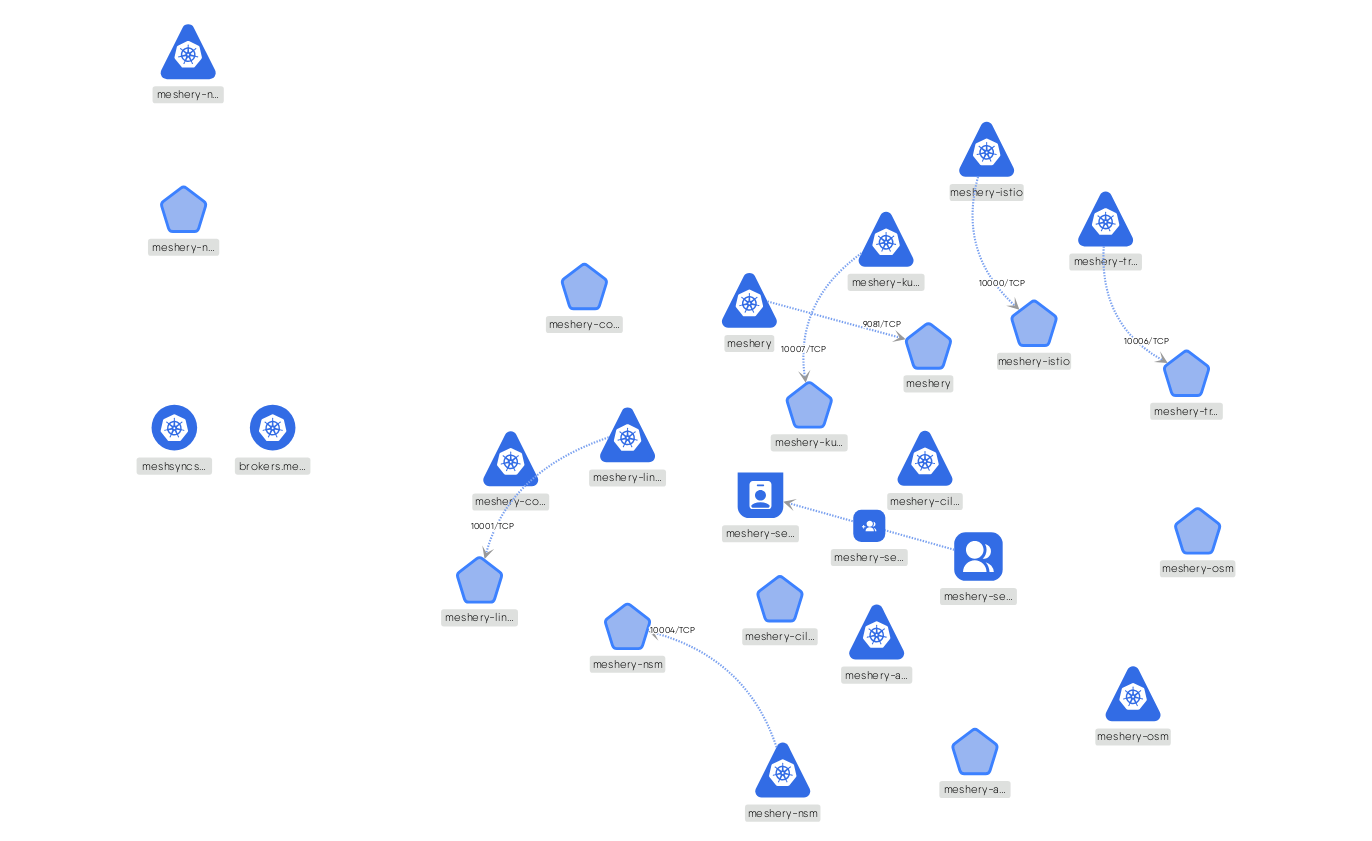 meshery-n...
meshery-istio
meshery-n...
meshery-tr...
meshery-ku...
10000/TCP
meshery-co...
9081/TCP
meshery
10007/TCP
10006/TCP
meshery-istio
meshery
meshery-tr...
meshery-ku...
meshsyncs...
brokers.me...
meshery-lin...
meshery-co...
meshery-cil...
10001/TCP
meshery-se...
meshery-se...
meshery-osm
meshery-se...
meshery-lin...
10004/TCP
meshery-cil...
meshery-nsm
meshery-a...
meshery-osm
meshery-a...
meshery-nsm